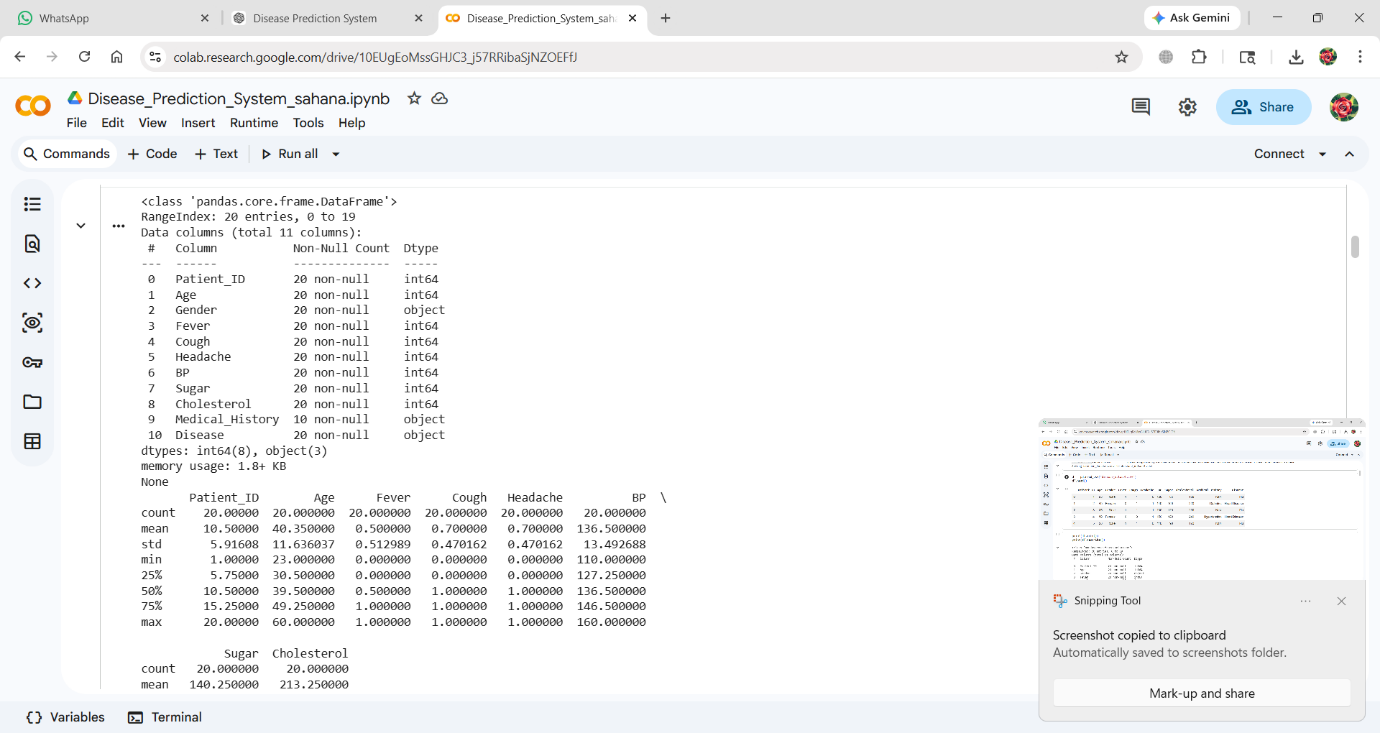 WhatsApp
Disease Prediction System
Disease_Prediction_System_saha
Ask Gemini
colab.research.google.com/drive/10EUgEoMssGHJC3_j57RRibaSjNZOEFfJ
Disease_Prediction_System_sahana.ipynb
File Edit View Insert Runtime Tools Help
Share
Commands + Code + Text Run all
Connect
<class 'pandas.core.frame.DataFrame'>
RangeIndex: 20 entries, 0 to 19
Data columns (total 11 columns):
 #   Column           Non-Null Count  Dtype
---  ------           --------------  -----
 0   Patient_ID       20 non-null     int64
 1   Age              20 non-null     int64
 2   Gender           20 non-null     object
 3   Fever            20 non-null     int64
 4   Cough            20 non-null     int64
 5   Headache         20 non-null     int64
 6   BP               20 non-null     int64
 7   Sugar            20 non-null     int64
 8   Cholesterol      20 non-null     int64
 9   Medical_History  10 non-null     object
 10  Disease          20 non-null     object
dtypes: int64(8), object(3)
memory usage: 1.8+ KB
None
       Patient_ID        Age      Fever      Cough   Headache          BP  \
count    20.00000  20.000000  20.000000  20.000000  20.000000   20.000000
mean     10.50000  40.350000   0.500000   0.700000   0.700000  136.500000
std       5.91608  11.636037   0.512989   0.470162   0.470162   13.492688
min       1.00000  23.000000   0.000000   0.000000   0.000000  110.000000
25%       5.75000  30.500000   0.000000   0.000000   0.000000  127.250000
50%      10.50000  39.500000   0.500000   1.000000   1.000000  136.500000
75%      15.25000  49.250000   1.000000   1.000000   1.000000  146.500000
max      20.00000  60.000000   1.000000   1.000000   1.000000  160.000000
            Sugar  Cholesterol
count   20.000000    20.000000
mean   140.250000   213.250000
Snipping Tool
Screenshot copied to clipboard
Automatically saved to screenshots folder.
Mark-up and share
{} Variables Terminal